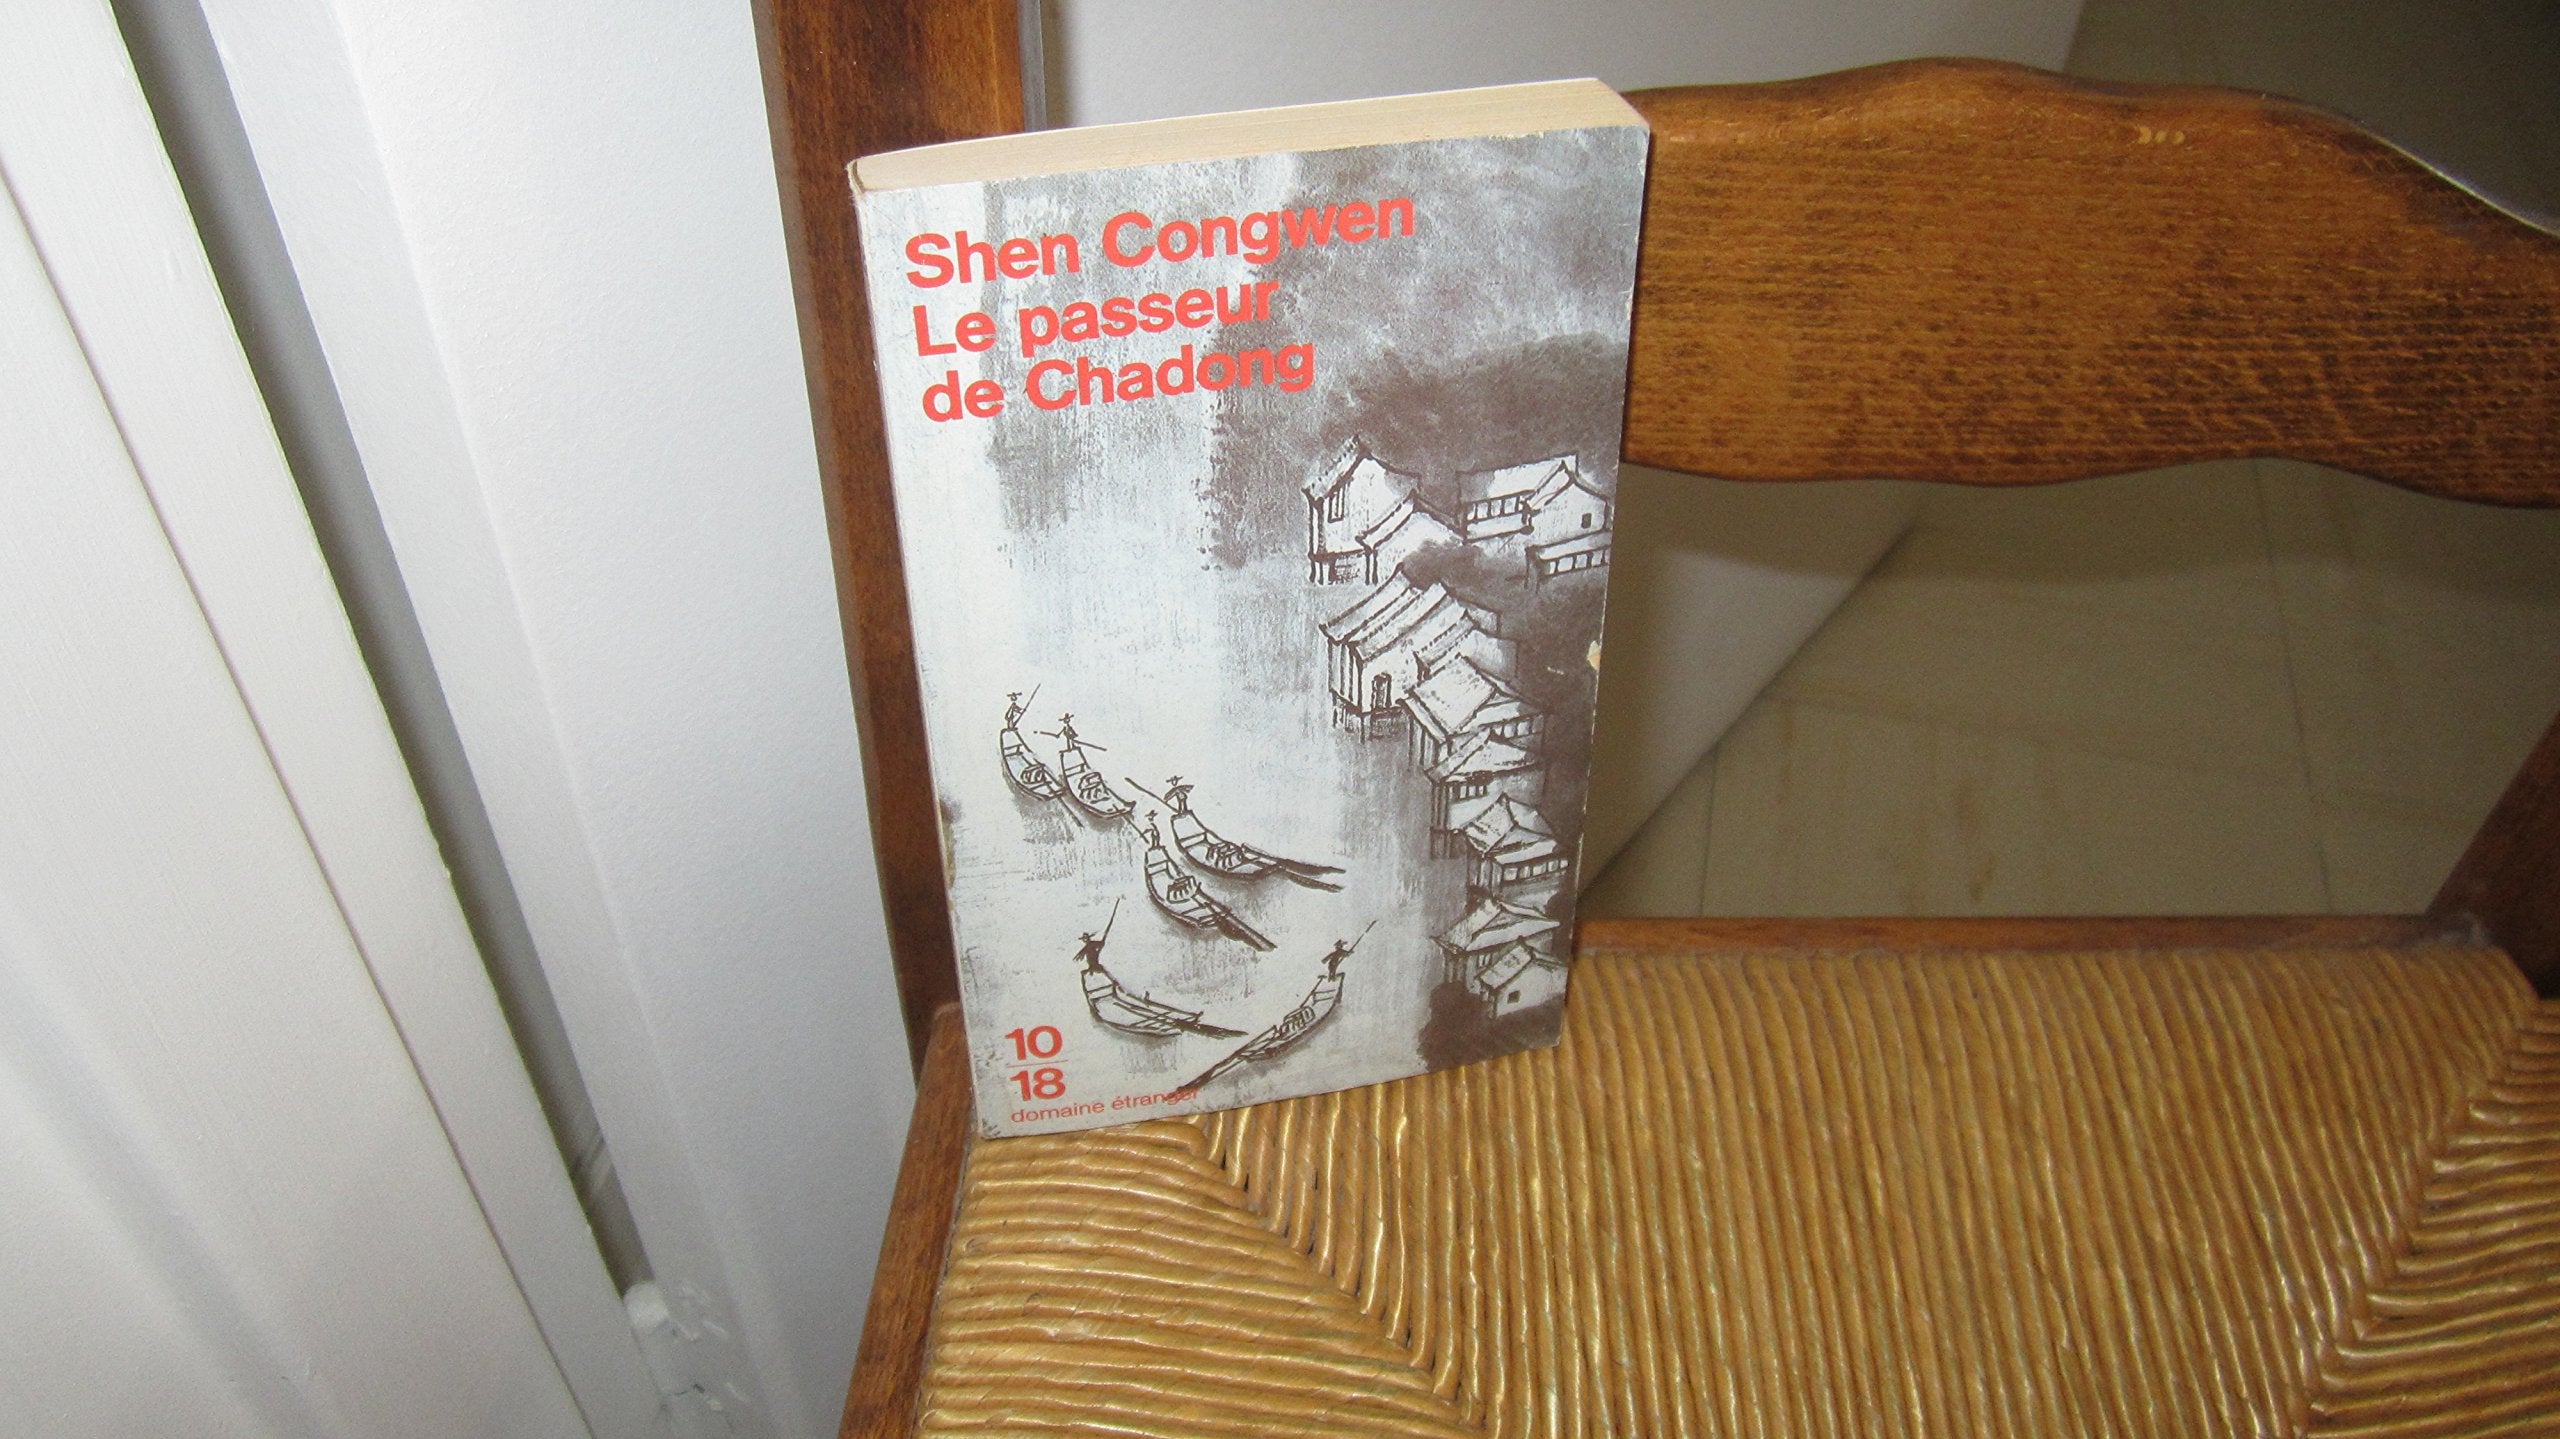 Shen Congwen
Le passeur
de Chadong
10
18
domaine étranger